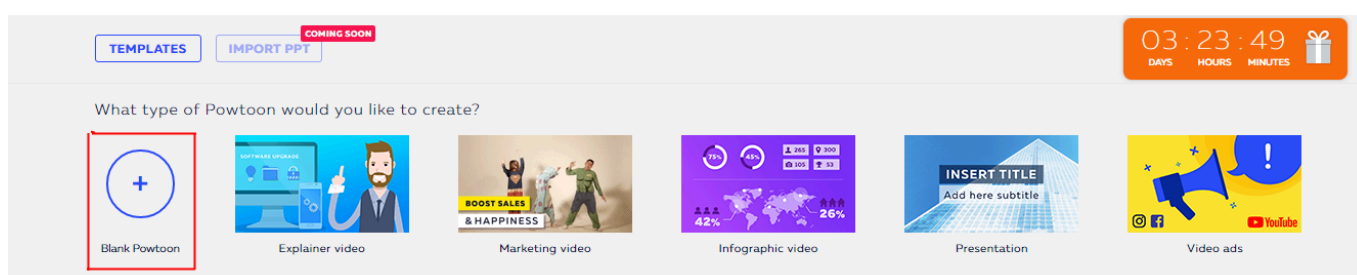 TEMPLATES
IMPORT PPT
COMING SOON
03 : 23 : 49
DAYS HOURS MINUTES
What type of Powtoon would you like to create?
+
Blank Powtoon
SOFTWARE UPGRADE
Explainer video
BOOST SALES
& HAPPINESS
Marketing video
75% 45% 265 300
105 53
42% 26%
Infographic video
INSERT TITLE
Add here subtitle
Presentation
!
YouTube
Video ads